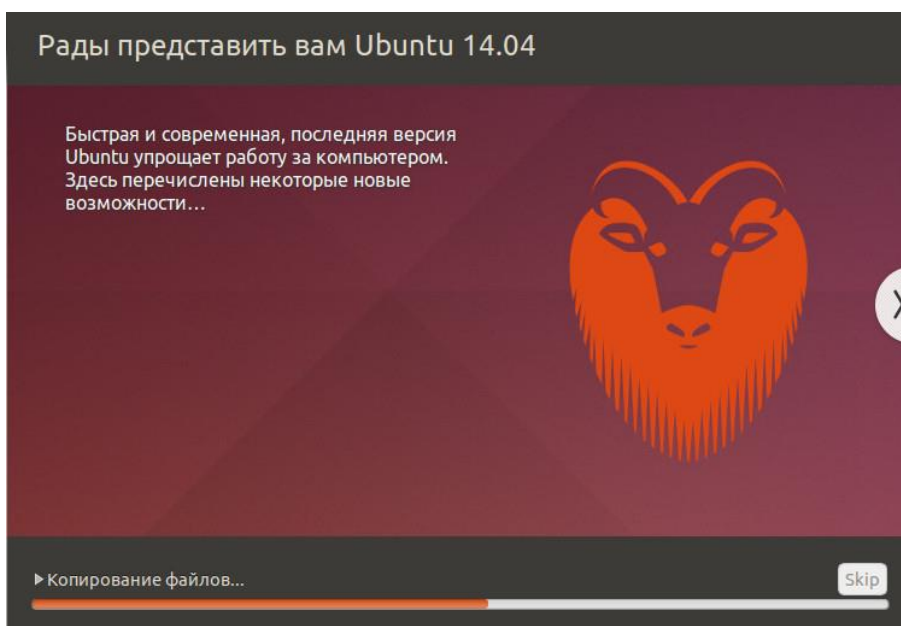 Рады представить вам Ubuntu 14.04
Быстрая и современная, последняя версия
Ubuntu упрощает работу за компьютером.
Здесь перечислены некоторые новые
возможности...
Копирование файлов...
Skip